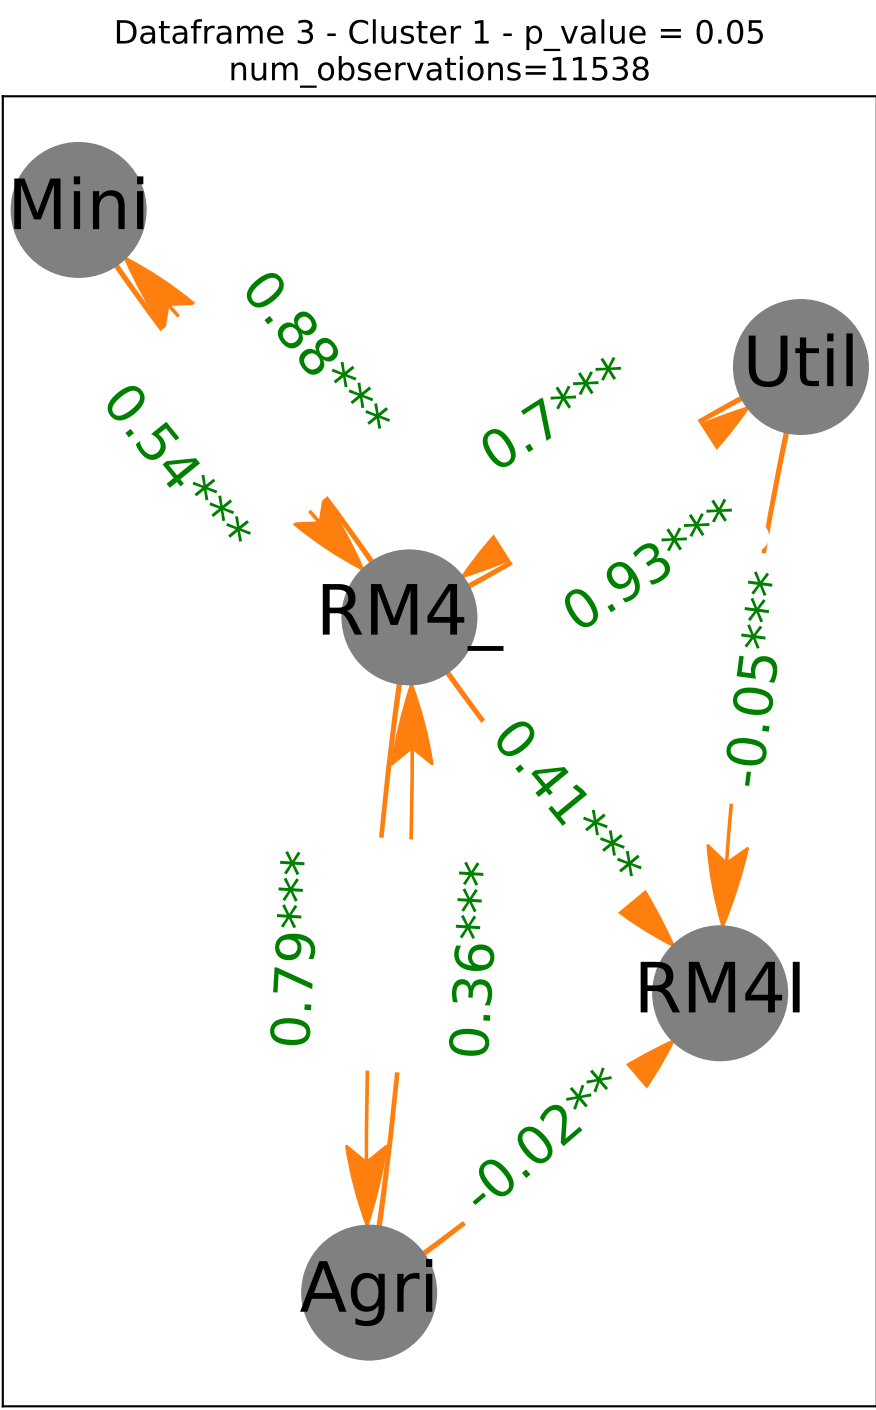 Dataframe 3 - Cluster 1 - p_value = 0.05
num_observations=11538
Mini
0.88***
Util
0.7***
0.54***
0.93***
RM4_
-0.05***
0.41***
0.79***
0.36***
RM4I
-0.02**
Agri